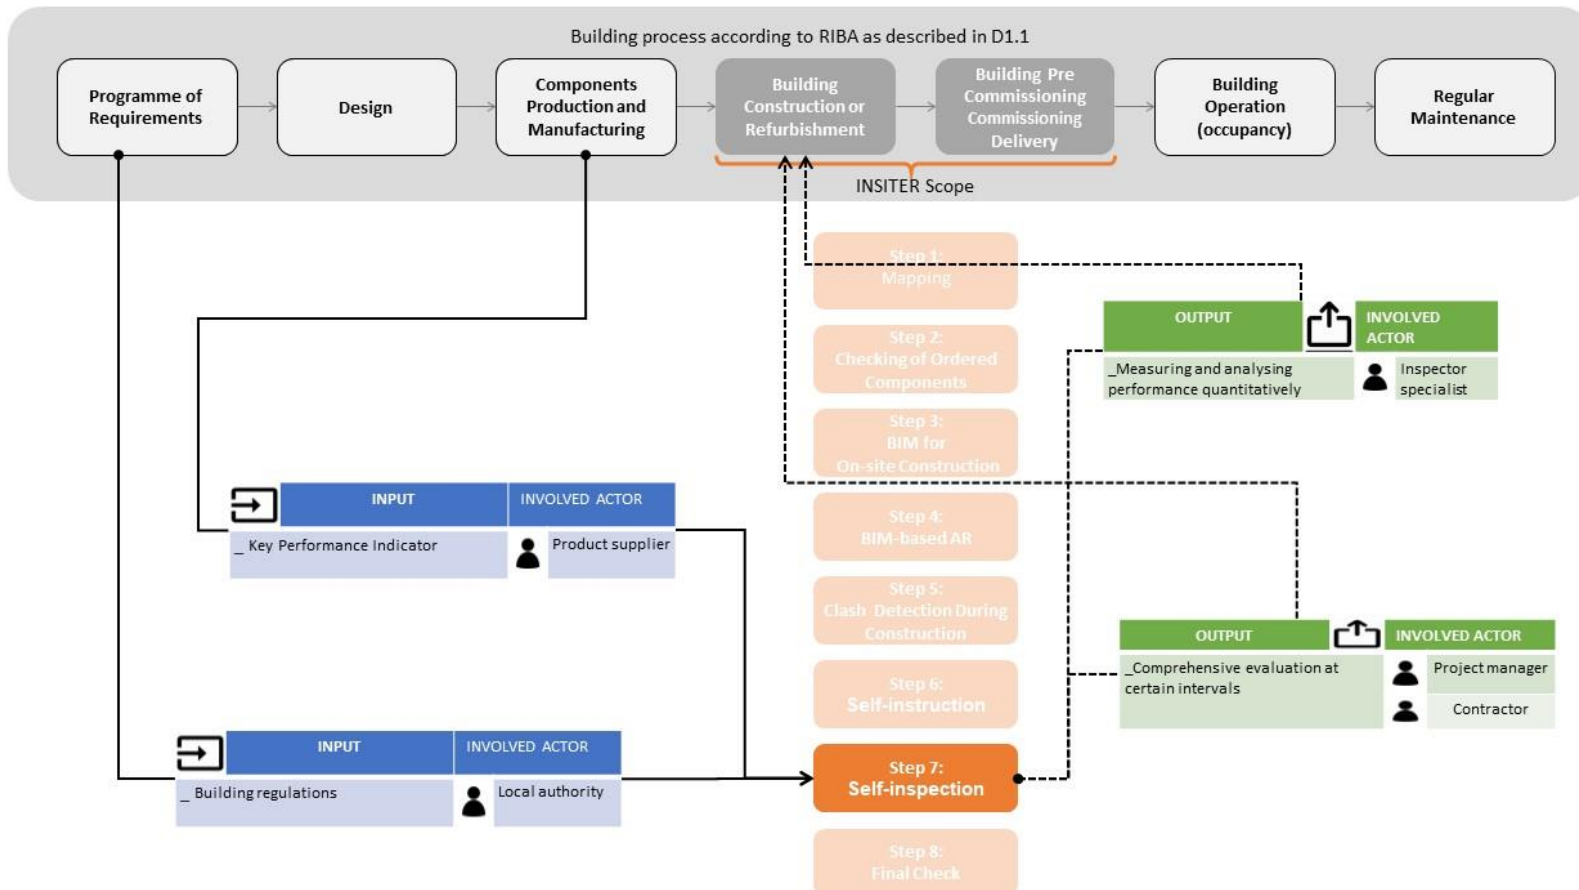 Building process according to RIBA as described in D1.1
Programme of
Requirements
Design
Components
Production and
Manufacturing
Building
Construction or
Refurbishment
Building Pre
Commissioning
Commissioning
Delivery
Building
Operation
(occupancy)
Regular
Maintenance
INSITER Scope
Step 1:
Mapping
Step 2:
Checking of Ordered
Components
Step 3:
BIM for
On-site Construction
Step 4:
BIM-based AR
Step 5:
Clash Detection During
Construction
Step 6:
Self-instruction
Step 7:
Self-inspection
Step 8:
Final Check
INPUT
INVOLVED ACTOR
_ Key Performance Indicator
Product supplier
INPUT
INVOLVED ACTOR
_ Building regulations
Local authority
OUTPUT
INVOLVED
ACTOR
_Measuring and analysing
performance quantitatively
Inspector
specialist
OUTPUT
INVOLVED ACTOR
_Comprehensive evaluation at
certain intervals
Project manager
Contractor